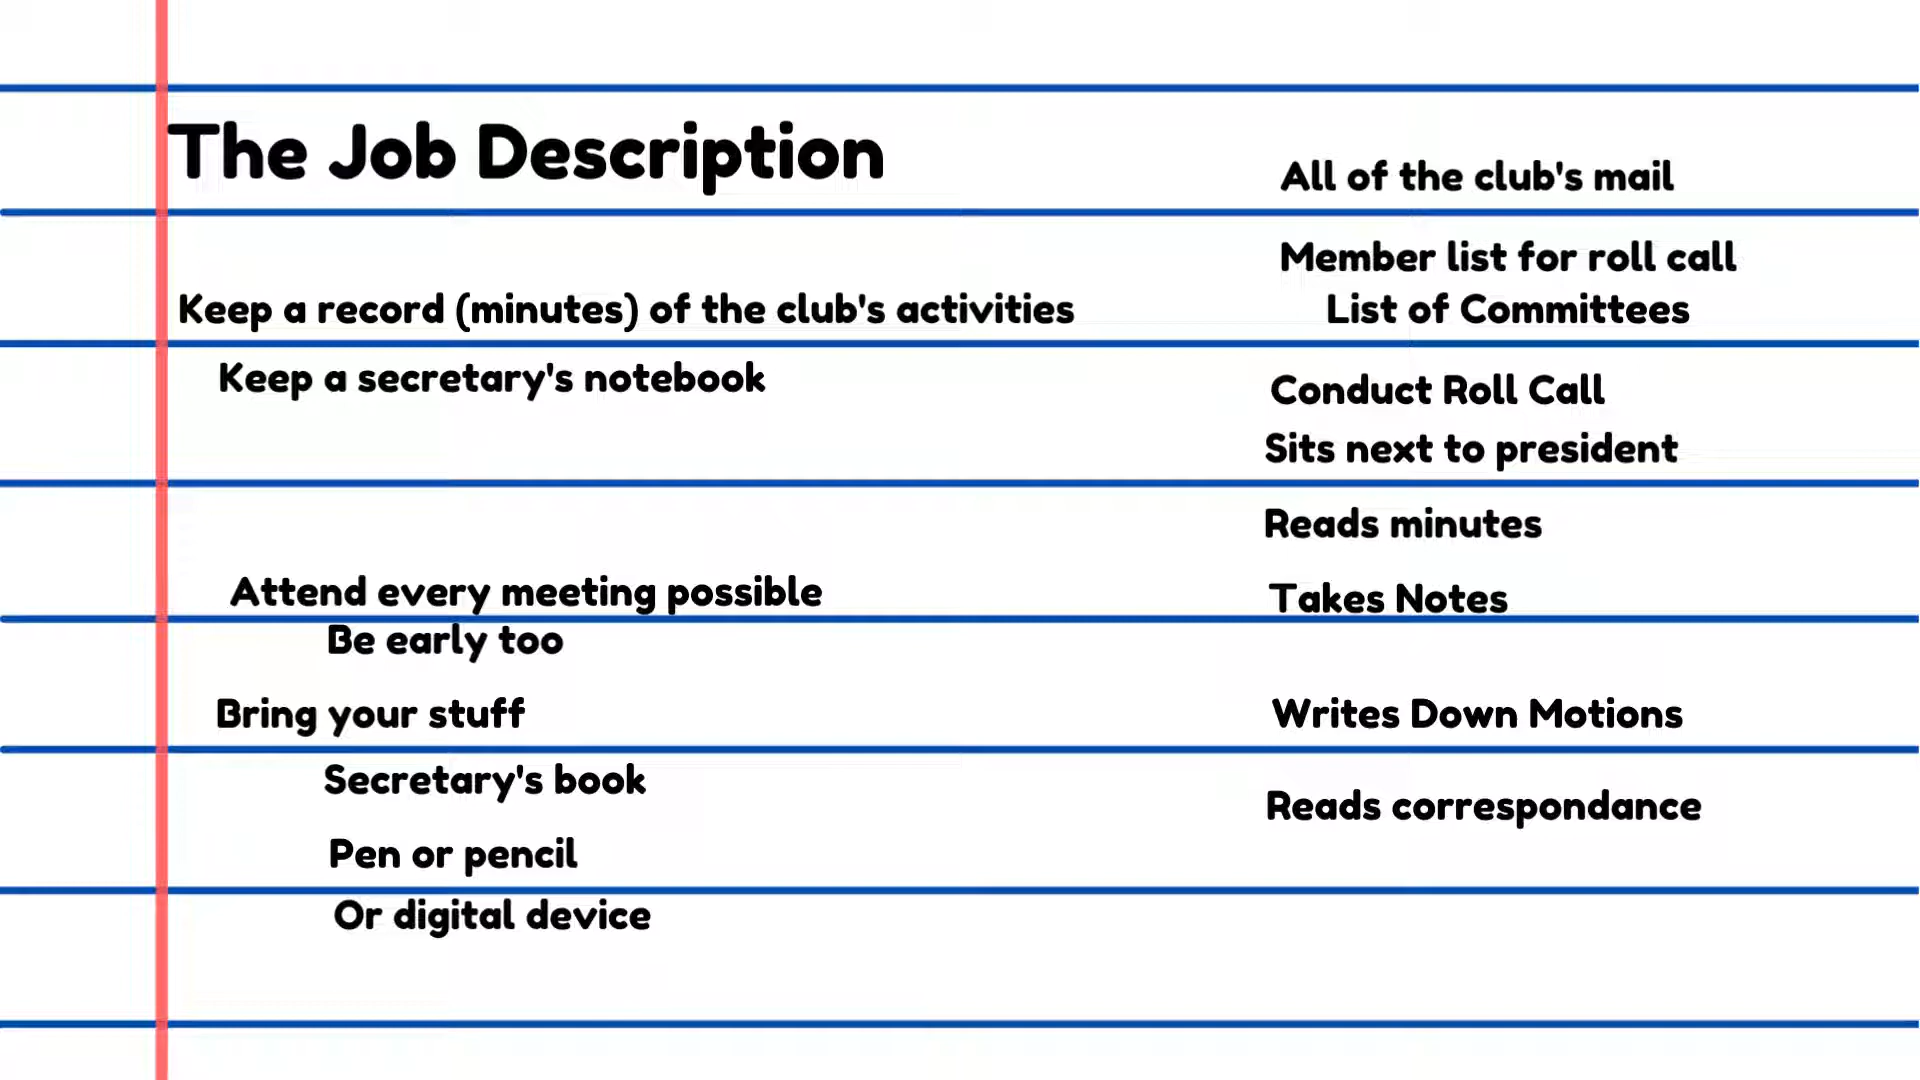 The Job Description
Keep a record (minutes) of the club's activities
Keep a secretary's notebook
Attend every meeting possible
Be early too
Bring your stuff
Secretary's book
Pen or pencil
Or digital device
All of the club's mail
Member list for roll call
List of Committees
Conduct Roll Call
Sits next to president
Reads minutes
Takes Notes
Writes Down Motions
Reads correspondance